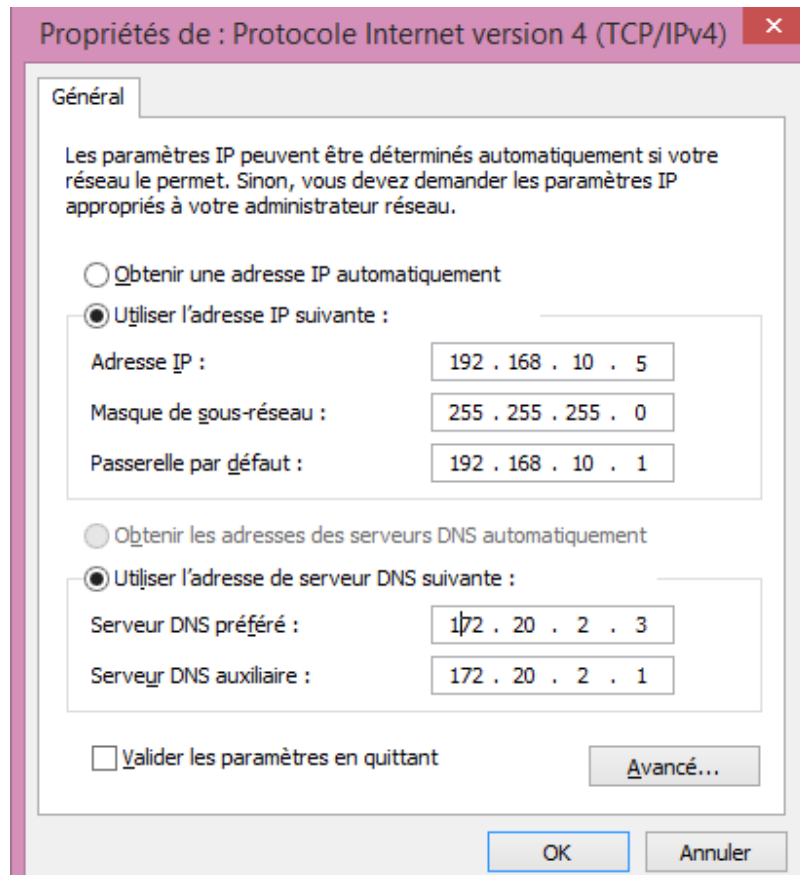 Propriétés de : Protocole Internet version 4 (TCP/IPv4)
Général
Les paramètres IP peuvent être déterminés automatiquement si votre
réseau le permet. Sinon, vous devez demander les paramètres IP
appropriés à votre administrateur réseau.
Obtenir une adresse IP automatiquement
Utiliser l'adresse IP suivante :
Adresse IP : 192 . 168 . 10 . 5
Masque de sous-réseau : 255 . 255 . 255 . 0
Passerelle par défaut : 192 . 168 . 10 . 1
Obtenir les adresses des serveurs DNS automatiquement
Utiliser l'adresse de serveur DNS suivante :
Serveur DNS préféré : 172 . 20 . 2 . 3
Serveur DNS auxiliaire : 172 . 20 . 2 . 1
Valider les paramètres en quittant
Avancé...
OK Annuler